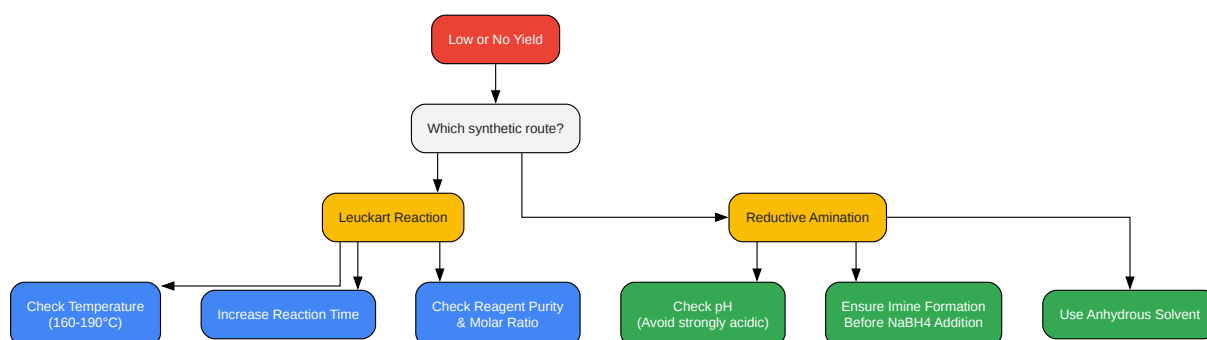 Low or No Yield
Which synthetic route?
Leuckart Reaction
Reductive Amination
Check Temperature
(160-190°C)
Increase Reaction Time
Check Reagent Purity
& Molar Ratio
Check pH
(Avoid strongly acidic)
Ensure Imine Formation
Before NaBH4 Addition
Use Anhydrous Solvent